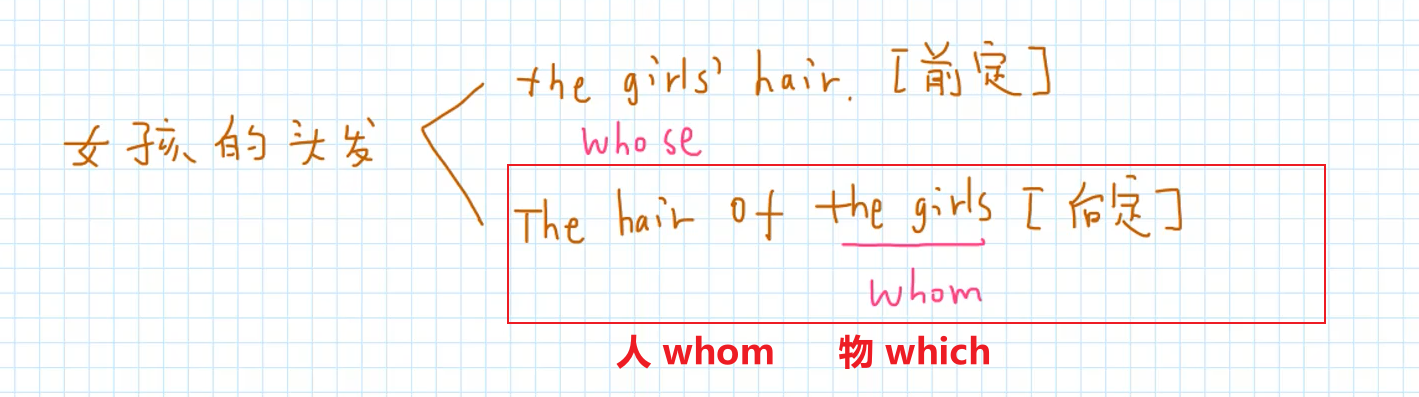 the girls' hair. [前定]
女孩的头发
whose
The hair of the girls [后定]
whom
人 whom 物 which